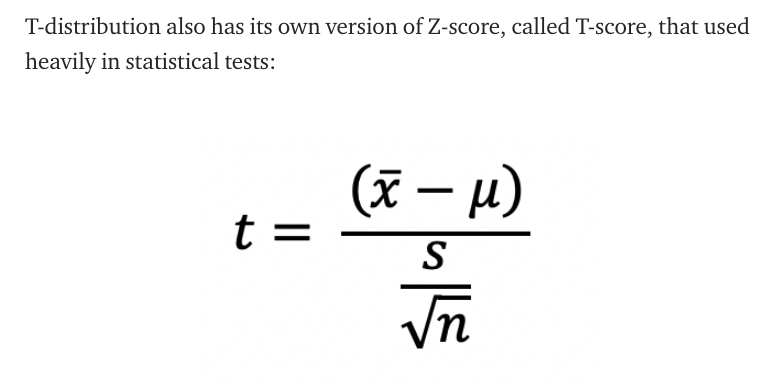 T-distribution also has its own version of Z-score, called T-score, that used
heavily in statistical tests:
t = (x̄ − μ) / (s / √n)